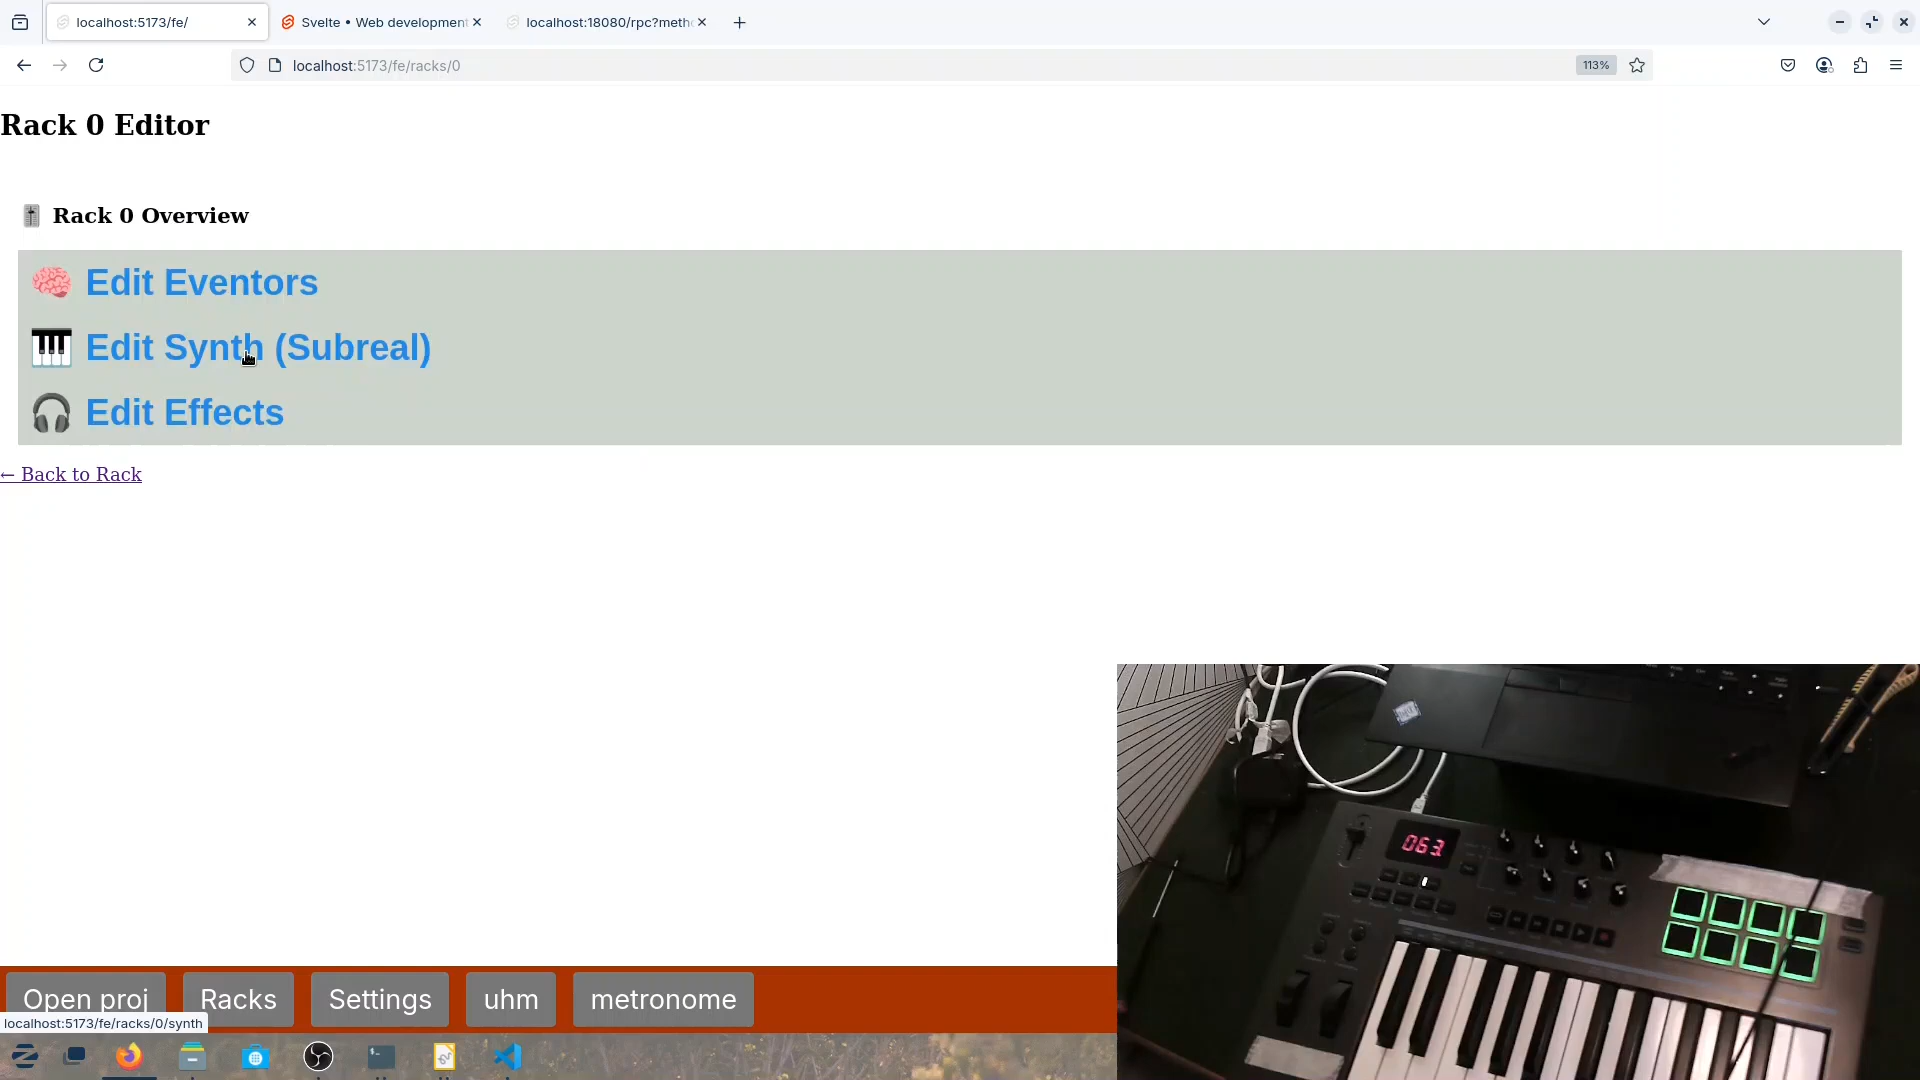 localhost:5173/fe/
Svelte • Web development
localhost:18080/rpc?meth
localhost:5173/fe/racks/0
113%
Rack 0 Editor
Rack 0 Overview
Edit Eventors
Edit Synth (Subreal)
Edit Effects
← Back to Rack
063
Open proj
Racks
Settings
uhm
metronome
localhost:5173/fe/racks/0/synth